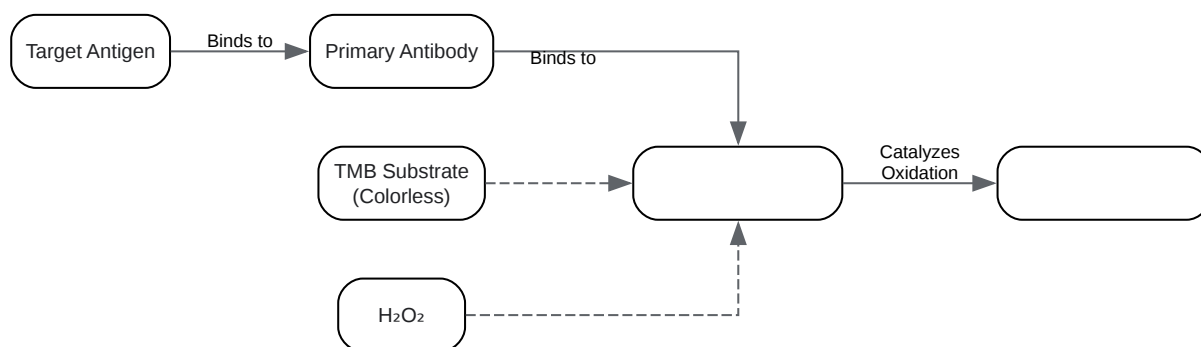 Target Antigen
Binds to
Primary Antibody
Binds to
TMB Substrate
(Colorless)
Catalyzes
Oxidation
H₂O₂